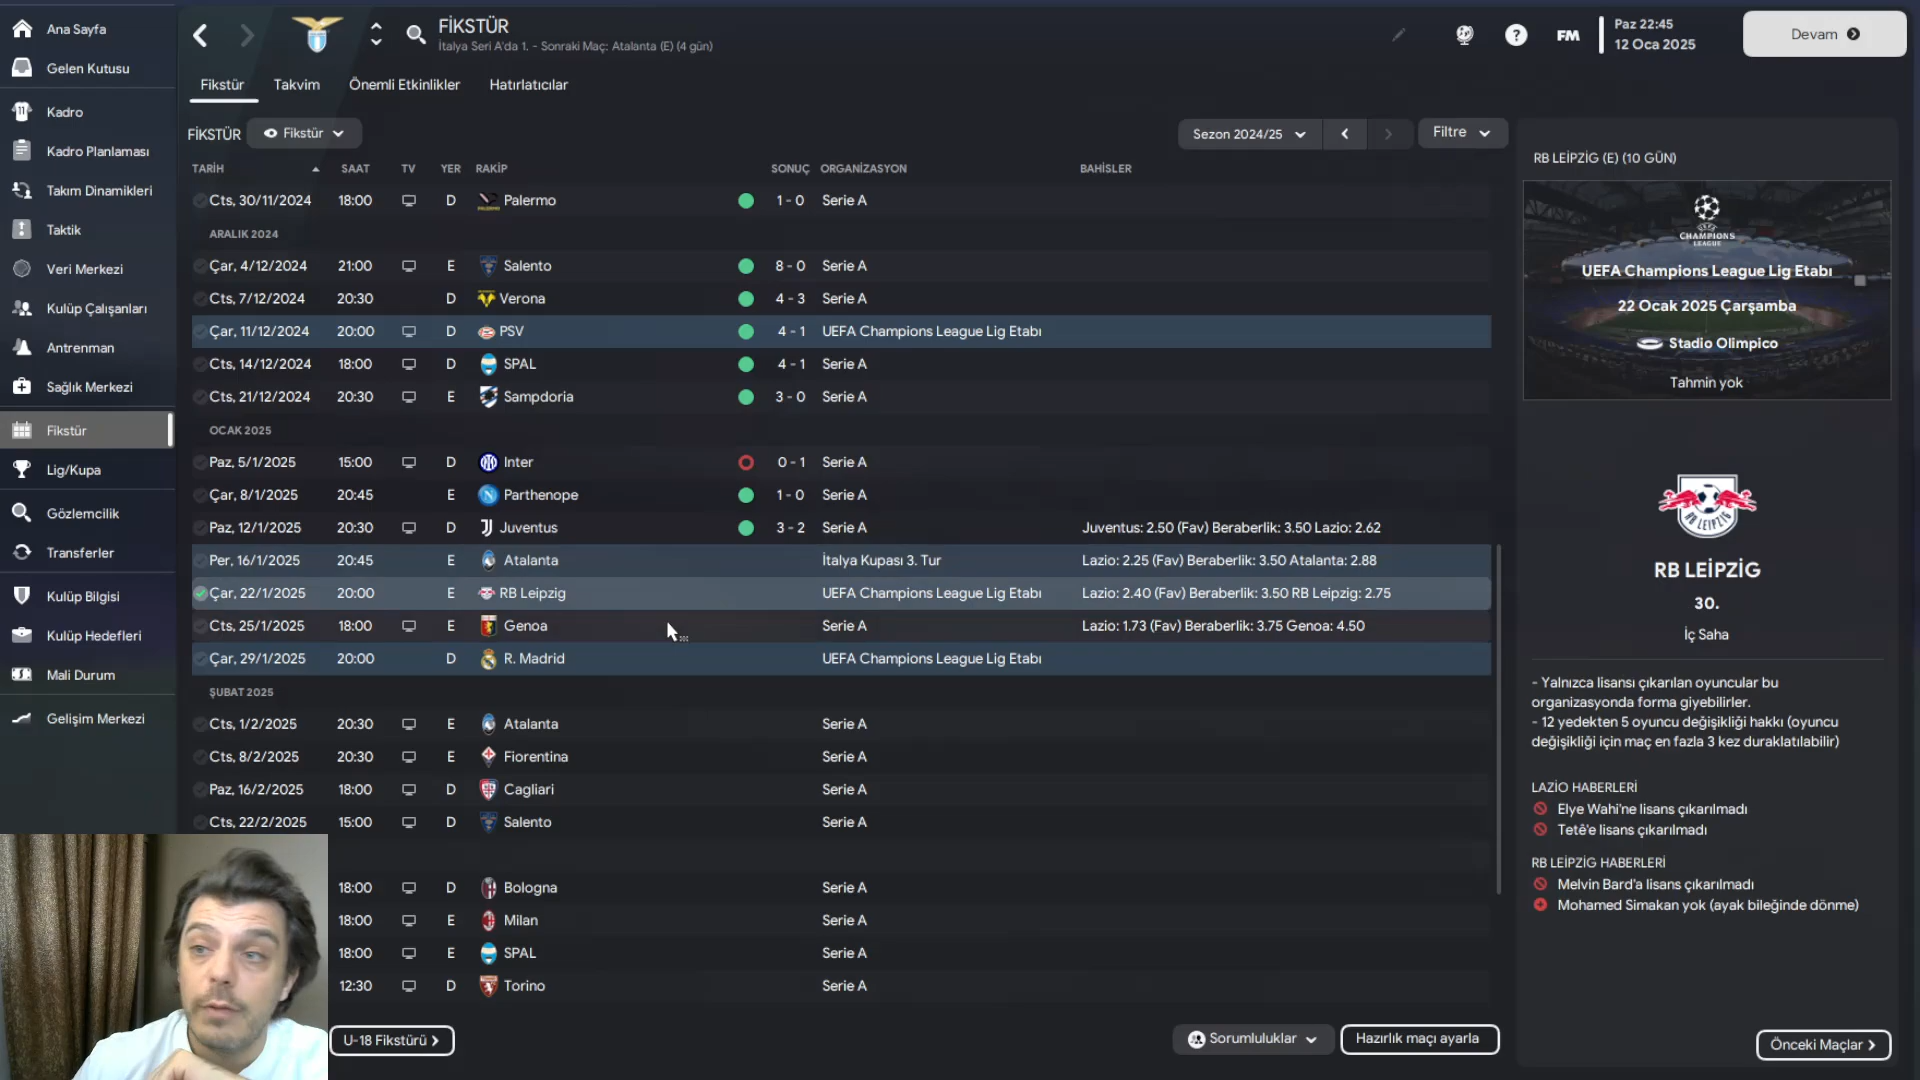 Ana Sayfa
Gelen Kutusu
Kadro
Kadro Planlaması
Takım Dinamikleri
Taktik
Veri Merkezi
Kulüp Çalışanları
Antrenman
Sağlık Merkezi
Fikstür
Lig/Kupa
Gözlemcilik
Transferler
Kulüp Bilgisi
Kulüp Hedefleri
Mali Durum
Gelişim Merkezi
FİKSTÜR
İtalya Seri A'da 1. - Sonraki Maç: Atalanta (E) (4 gün)
FM
Paz 22:45
12 Oca 2025
Devam
Fikstür Takvim Önemli Etkinlikler Hatırlatıcılar
FİKSTÜR Fikstür Sezon 2024/25 Filtre
TARİH SAAT TV YER RAKİP SONUÇ ORGANİZASYON BAHİSLER
Cts, 30/11/2024 18:00 D Palermo 1 - 0 Serie A
ARALIK 2024
Çar, 4/12/2024 21:00 E Salento 8 - 0 Serie A
Cts, 7/12/2024 20:30 D Verona 4 - 3 Serie A
Çar, 11/12/2024 20:00 D PSV 4 - 1 UEFA Champions League Lig Etabı
Cts, 14/12/2024 18:00 D SPAL 4 - 1 Serie A
Cts, 21/12/2024 20:30 E Sampdoria 3 - 0 Serie A
OCAK 2025
Paz, 5/1/2025 15:00 D Inter 0 - 1 Serie A
Çar, 8/1/2025 20:45 E Parthenope 1 - 0 Serie A
Paz, 12/1/2025 20:30 D Juventus 3 - 2 Serie A Juventus: 2.50 (Fav) Beraberlik: 3.50 Lazio: 2.62
Per, 16/1/2025 20:45 E Atalanta İtalya Kupası 3. Tur Lazio: 2.25 (Fav) Beraberlik: 3.50 Atalanta: 2.88
Çar, 22/1/2025 20:00 E RB Leipzig UEFA Champions League Lig Etabı Lazio: 2.40 (Fav) Beraberlik: 3.50 RB Leipzig: 2.75
Cts, 25/1/2025 18:00 E Genoa Serie A Lazio: 1.73 (Fav) Beraberlik: 3.75 Genoa: 4.50
Çar, 29/1/2025 20:00 D R. Madrid UEFA Champions League Lig Etabı
ŞUBAT 2025
Cts, 1/2/2025 20:30 E Atalanta Serie A
Cts, 8/2/2025 20:30 E Fiorentina Serie A
Paz, 16/2/2025 18:00 D Cagliari Serie A
Cts, 22/2/2025 15:00 D Salento Serie A
18:00 D Bologna Serie A
18:00 E Milan Serie A
18:00 E SPAL Serie A
12:30 D Torino Serie A
U-18 Fikstürü
Sorumluluklar
Hazırlık maçı ayarla
RB LEİPZİG (E) (10 GÜN)
CHAMPIONS
LEAGUE
UEFA Champions League Lig Etabı
22 Ocak 2025 Çarşamba
Stadio Olimpico
Tahmin yok
RB LEIPZIG
RB LEİPZİG
30.
İç Saha
- Yalnızca lisansı çıkarılan oyuncular bu
organizasyonda forma giyebilirler.
- 12 yedekten 5 oyuncu değişikliği hakkı (oyuncu
değişikliği için maç en fazla 3 kez duraklatılabilir)
LAZİO HABERLERİ
Elye Wahi'ne lisans çıkarılmadı
Tetê'e lisans çıkarılmadı
RB LEİPZİG HABERLERİ
Melvin Bard'a lisans çıkarılmadı
Mohamed Simakan yok (ayak bileğinde dönme)
Önceki Maçlar